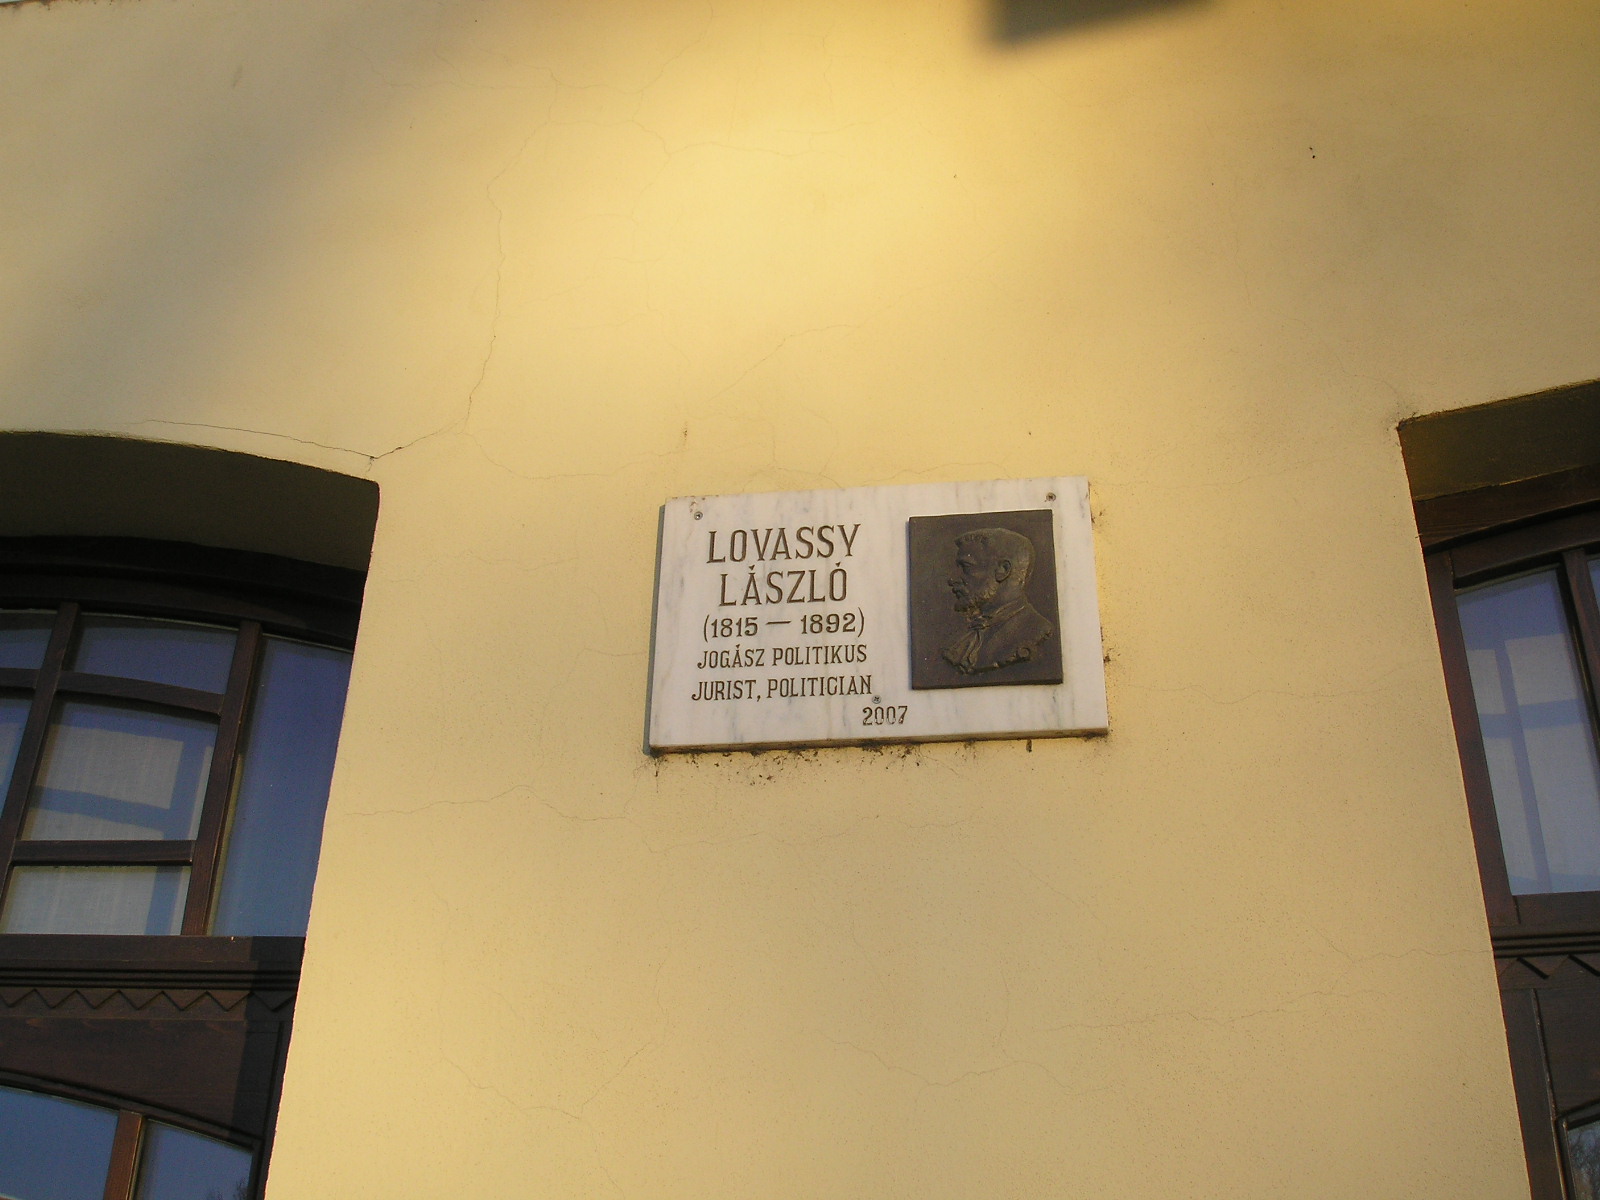 LOVASSY
LÁSZLÓ
(1815 — 1892)
JOGÁSZ POLITIKUS
JURIST, POLITICIAN
2007